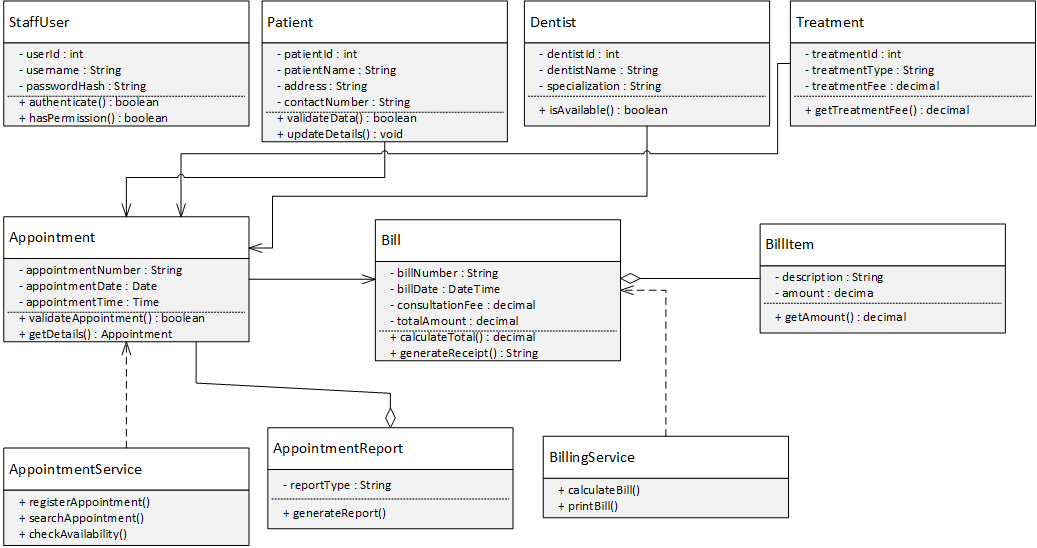 StaffUser
- userId : int
- username : String
- passwordHash : String
+ authenticate() : boolean
+ hasPermission() : boolean
Patient
- patientId : int
- patientName : String
- address : String
- contactNumber : String
+ validateData() : boolean
+ updateDetails() : void
Dentist
- dentistId : int
- dentistName : String
- specialization : String
+ isAvailable() : boolean
Treatment
- treatmentId : int
- treatmentType : String
- treatmentFee : decimal
+ getTreatmentFee() : decimal
Appointment
- appointmentNumber : String
- appointmentDate : Date
- appointmentTime : Time
+ validateAppointment() : boolean
+ getDetails() : Appointment
Bill
- billNumber : String
- billDate : DateTime
- consultationFee : decimal
- totalAmount : decimal
+ calculateTotal() : decimal
+ generateReceipt() : String
BillItem
- description : String
- amount : decima
+ getAmount() : decimal
AppointmentService
+ registerAppointment()
+ searchAppointment()
+ checkAvailability()
AppointmentReport
- reportType : String
+ generateReport()
BillingService
+ calculateBill()
+ printBill()